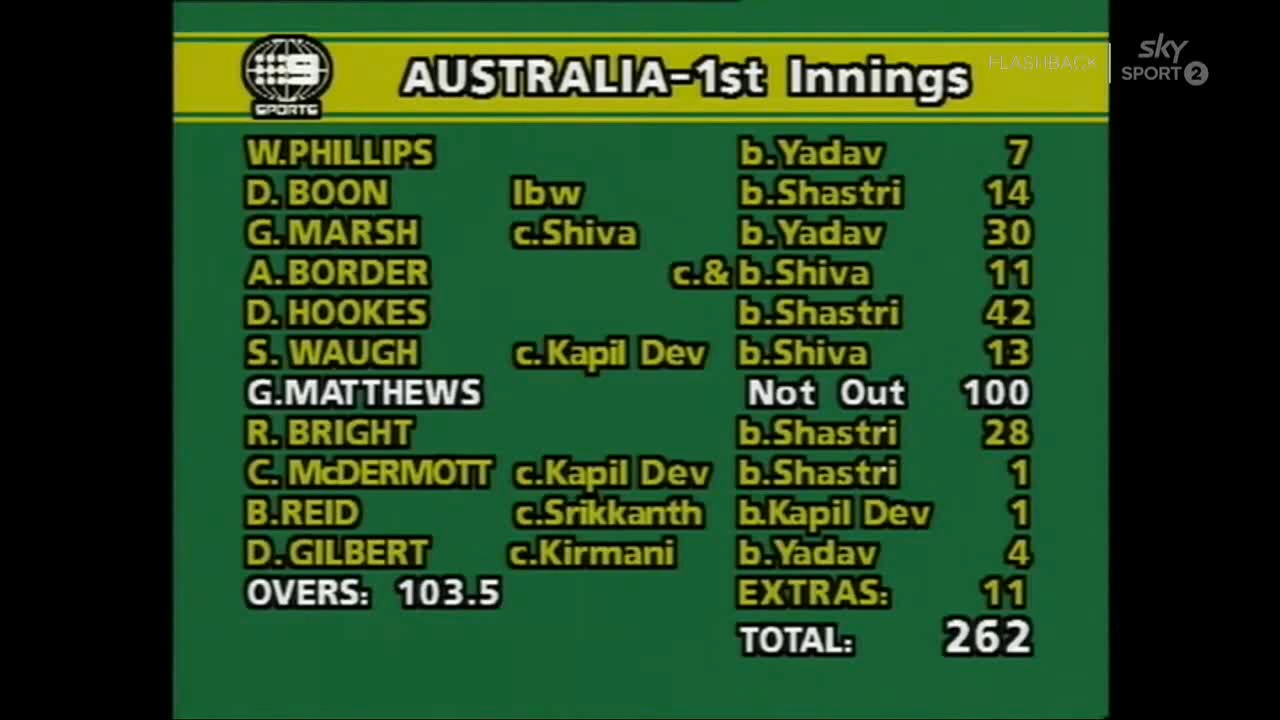 FLASHBACK
sky
SPORT 2
9
SPORTS
AUSTRALIA-1st Innings
W.PHILLIPS b.Yadav 7
D. BOON lbw b.Shastri 14
G.MARSH c.Shiva b.Yadav 30
A.BORDER c.& b.Shiva 11
D.HOOKES b.Shastri 42
S. WAUGH c.Kapil Dev b.Shiva 13
G.MATTHEWS Not Out 100
R. BRIGHT b.Shastri 28
C. McDERMOTT c.Kapil Dev b.Shastri 1
B.REID c.Srikkanth b.Kapil Dev 1
D.GILBERT c.Kirmani b.Yadav 4
OVERS: 103.5 EXTRAS: 11
TOTAL: 262